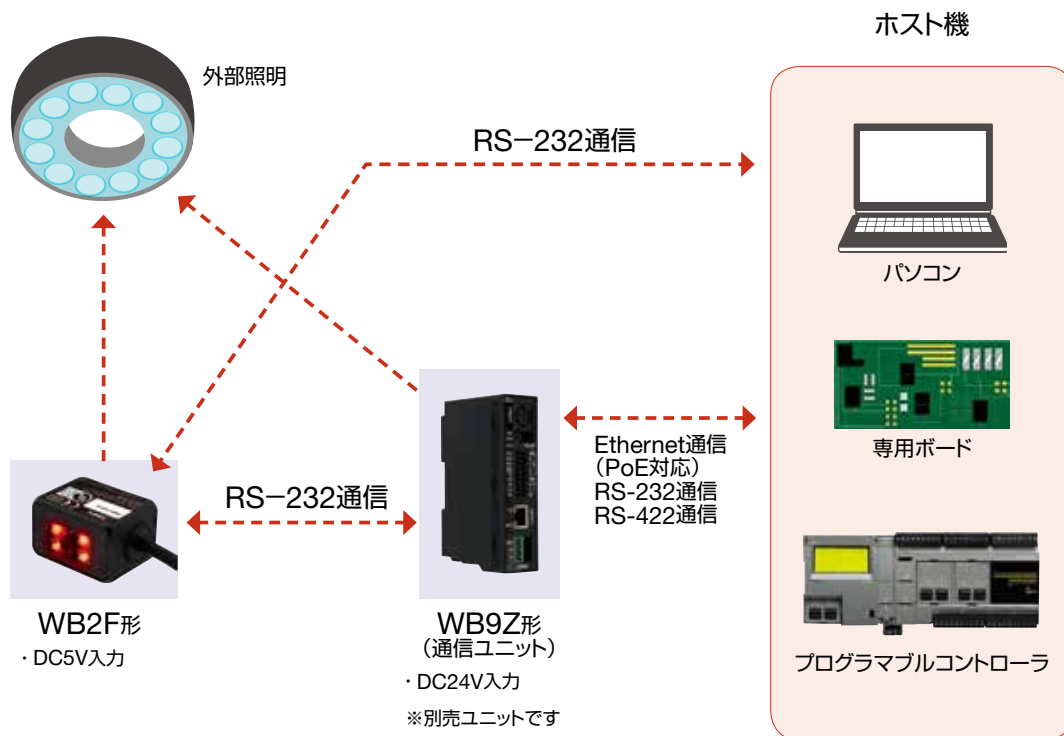 ホスト機
外部照明
RS−232通信
パソコン
専用ボード
Ethernet通信
(PoE対応)
RS-232通信
RS-422通信
RS−232通信
WB2F形
・DC5V入力
WB9Z形
(通信ユニット)
・DC24V入力
※別売ユニットです
プログラマブルコントローラ